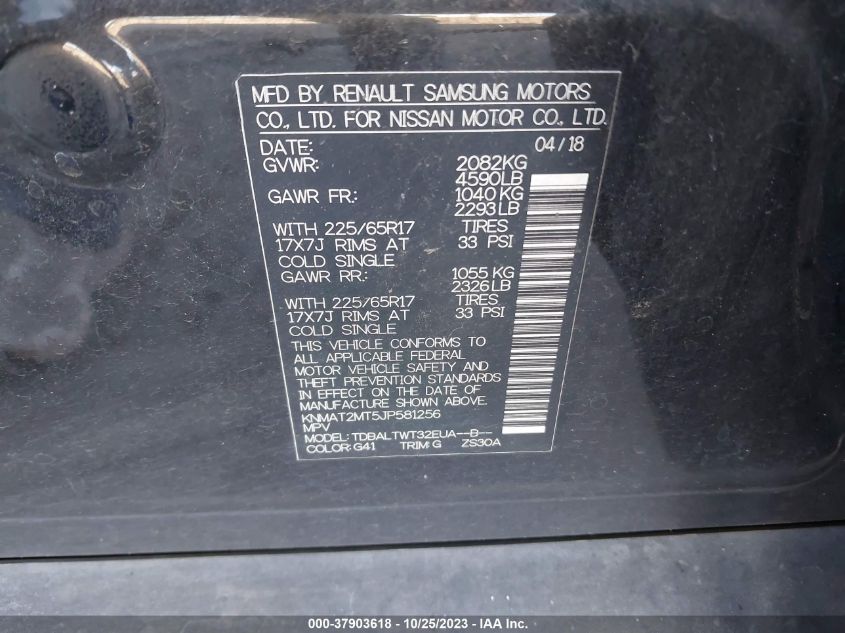 MFD BY RENAULT SAMSUNG MOTORS
CO., LTD. FOR NISSAN MOTOR CO., LTD.
DATE: 04/18
GVWR: 2082KG
4590LB
GAWR FR.: 1040 KG
2293 LB
WITH 225/65R17 TIRES
17X7J RIMS AT 33 PSI
COLD SINGLE
GAWR RR.: 1055 KG
2326 LB
WITH 225/65R17 TIRES
17X7J RIMS AT 33 PSI
COLD SINGLE
THIS VEHICLE CONFORMS TO
ALL APPLICABLE FEDERAL
MOTOR VEHICLE SAFETY AND
THEFT PREVENTION STANDARDS
IN EFFECT ON THE DATE OF
MANUFACTURE SHOWN ABOVE.
KNMAT2MT5JP581256
MPV
MODEL: TDBALTWT32EUA--B--
COLOR: G41 TRIM: G ZS30A
000-37903618 - 10/25/2023 - IAA Inc.